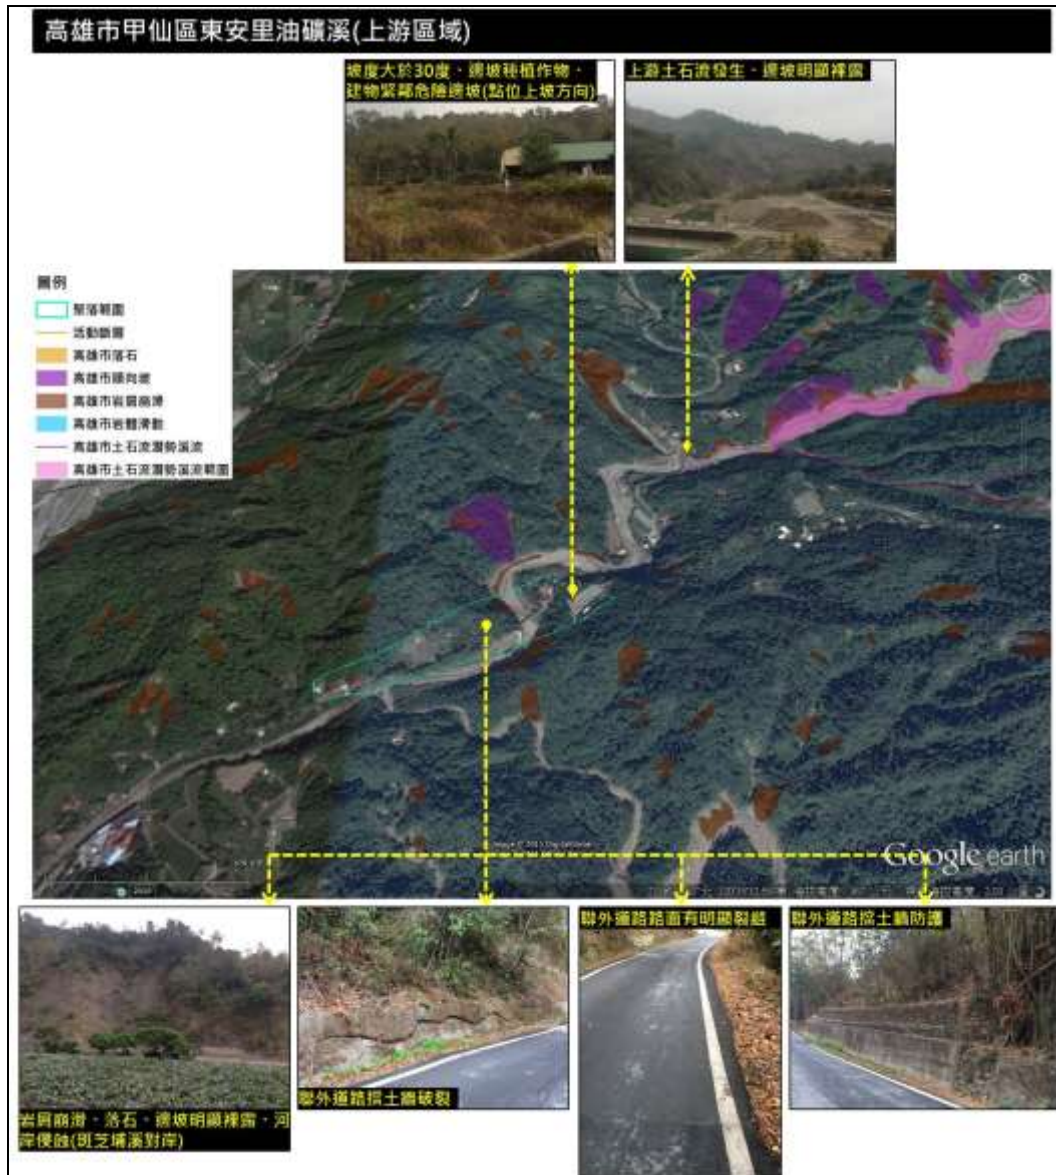 高雄市甲仙區東安里油礦溪(上游區域)
坡度大於30度、邊坡種植作物、
建物緊鄰危險邊坡(點位上坡方向)
上游土石流發生、邊坡明顯裸露
圖例
聚落範圍
活動斷層
高雄市落石
高雄市順向坡
高雄市岩屑崩滑
高雄市岩體滑動
高雄市土石流潛勢溪流
高雄市土石流潛勢溪流範圍
Google earth
岩屑崩滑、落石、邊坡明顯裸露、河
岸侵蝕(斑芝埔溪對岸)
聯外道路擋土牆破裂
聯外道路路面有明顯裂縫
聯外道路擋土牆防護